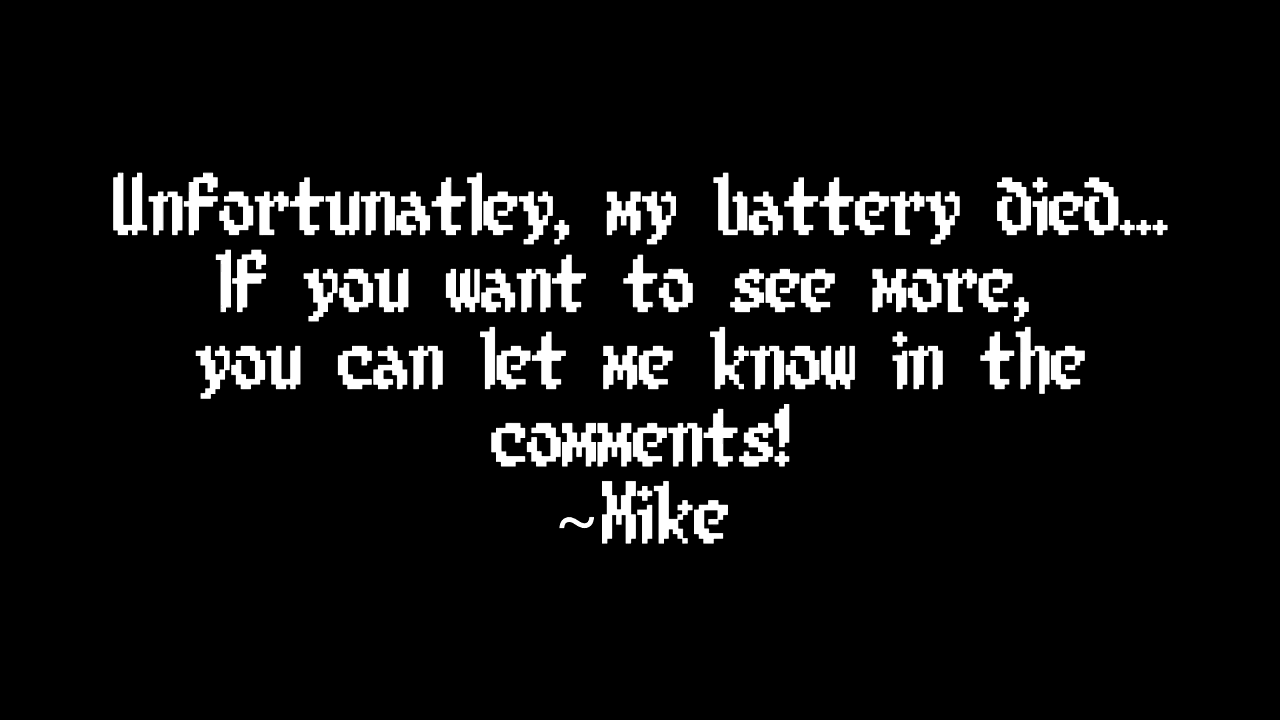 Unfortunatley, my battery died...
If you want to see more,
you can let me know in the
comments!
~Mike